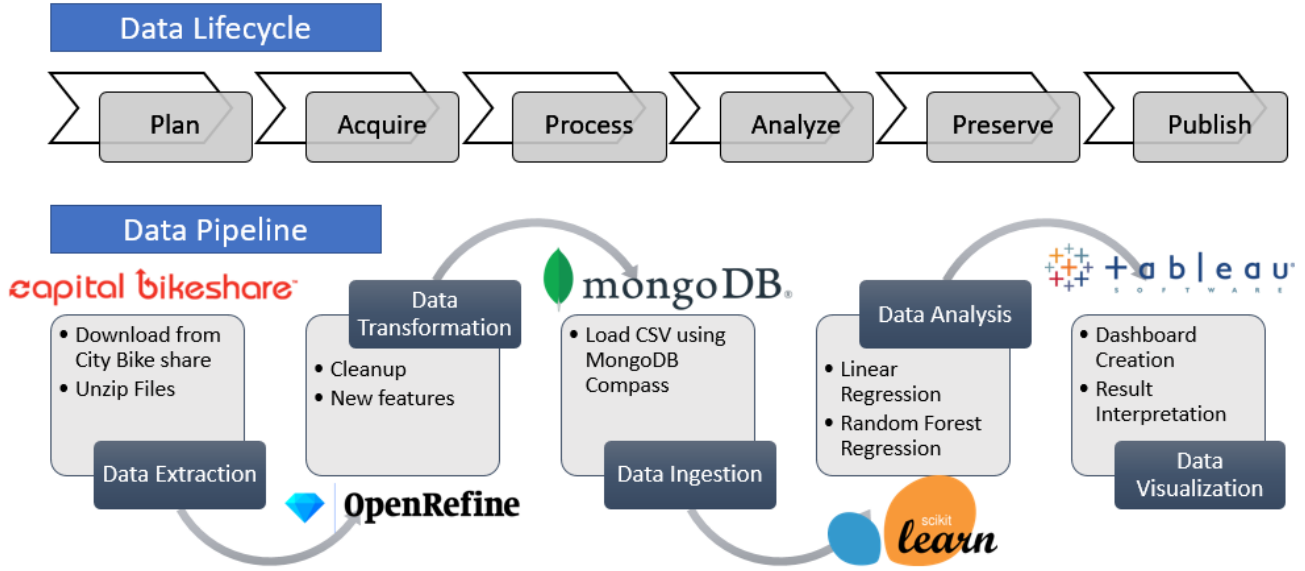 Data Lifecycle
Plan
Acquire
Process
Analyze
Preserve
Publish
Data Pipeline
capital bikeshare
• Download from
City Bike share
• Unzip Files
Data Extraction
Data
Transformation
• Cleanup
• New features
OpenRefine
mongoDB®
• Load CSV using
MongoDB
Compass
Data Ingestion
Data Analysis
• Linear
Regression
• Random Forest
Regression
scikit
learn
+ableau®
SOFTWARE
• Dashboard
Creation
• Result
Interpretation
Data
Visualization